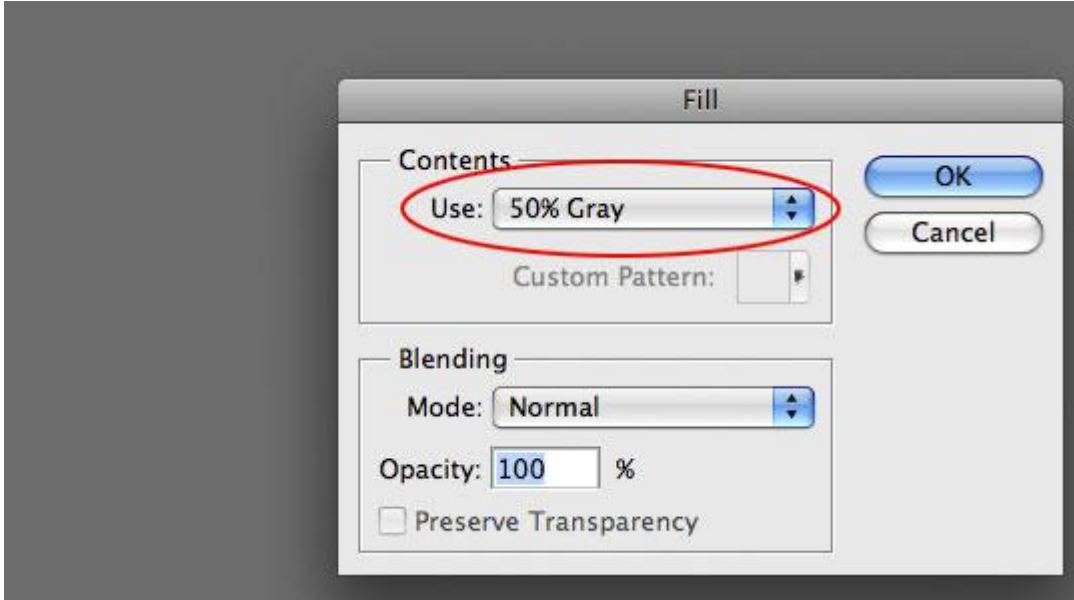 Fill
Contents
Use: 50% Gray
Custom Pattern:
OK
Cancel
Blending
Mode: Normal
Opacity: 100 %
Preserve Transparency